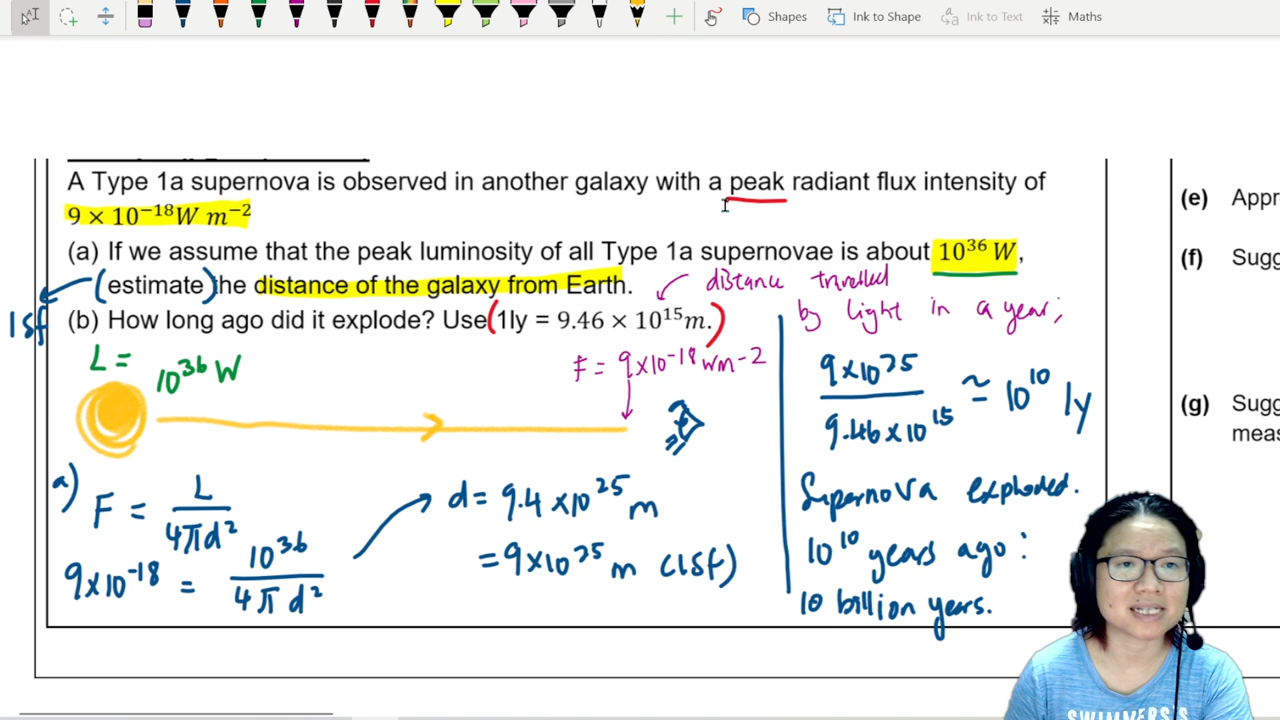 Shapes
Ink to Shape
Ink to Text
Maths
A Type 1a supernova is observed in another galaxy with a peak radiant flux intensity of
9 × 10⁻¹⁸W m⁻²
(a) If we assume that the peak luminosity of all Type 1a supernovae is about 10³⁶ W,
(estimate) the distance of the galaxy from Earth.
1sf
(b) How long ago did it explode? Use (1ly = 9.46 × 10¹⁵m.)
distance travelled
by light in a year;
L = 10³⁶ W
F = 9×10⁻¹⁸ Wm-2
a) F = L / 4πd²
9×10⁻¹⁸ = 10³⁶ / 4πd²
d = 9.4 × 10²⁵ m
= 9×10²⁵ m (1sf)
9×10²⁵ / 9.46×10¹⁵ ≃ 10¹⁰ ly
Supernova exploded.
10¹⁰ years ago :
10 billion years.
(e) Appr
(f) Sugg
(g) Sugg
meas
SWIMMER'S